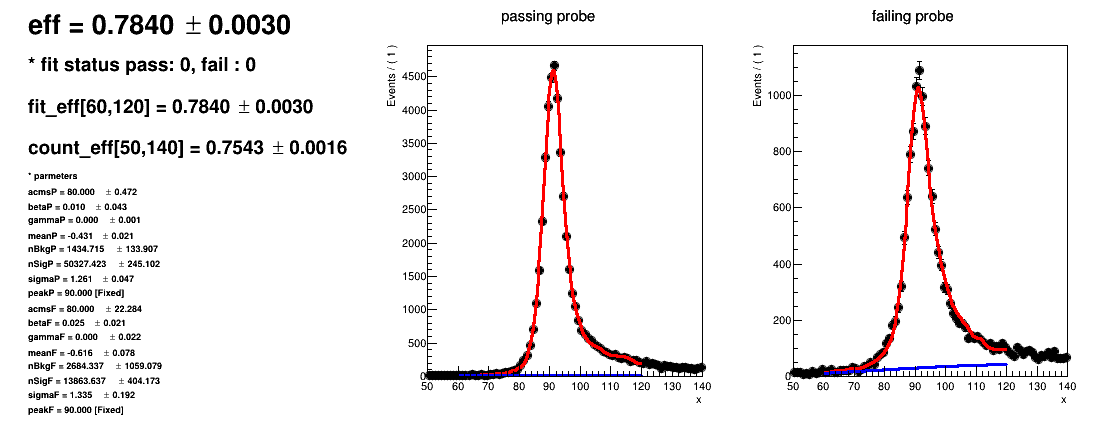 eff = 0.7840 ± 0.0030
* fit status pass: 0, fail : 0
fit_eff[60,120] = 0.7840 ± 0.0030
count_eff[50,140] = 0.7543 ± 0.0016
* parmeters
acmsP = 80.000 ± 0.472
betaP = 0.010 ± 0.043
gammaP = 0.000 ± 0.001
meanP = -0.431 ± 0.021
nBkgP = 1434.715 ± 133.907
nSigP = 50327.423 ± 245.102
sigmaP = 1.261 ± 0.047
peakP = 90.000 [Fixed]
acmsF = 80.000 ± 22.284
betaF = 0.025 ± 0.021
gammaF = 0.000 ± 0.022
meanF = -0.616 ± 0.078
nBkgF = 2684.337 ± 1059.079
nSigF = 13863.637 ± 404.173
sigmaF = 1.335 ± 0.192
peakF = 90.000 [Fixed]
passing probe
Events / ( 1 )
4500
4000
3500
3000
2500
2000
1500
1000
500
0
50 60 70 80 90 100 110 120 130 140
x
failing probe
Events / ( 1 )
1000
800
600
400
200
0
50 60 70 80 90 100 110 120 130 140
x